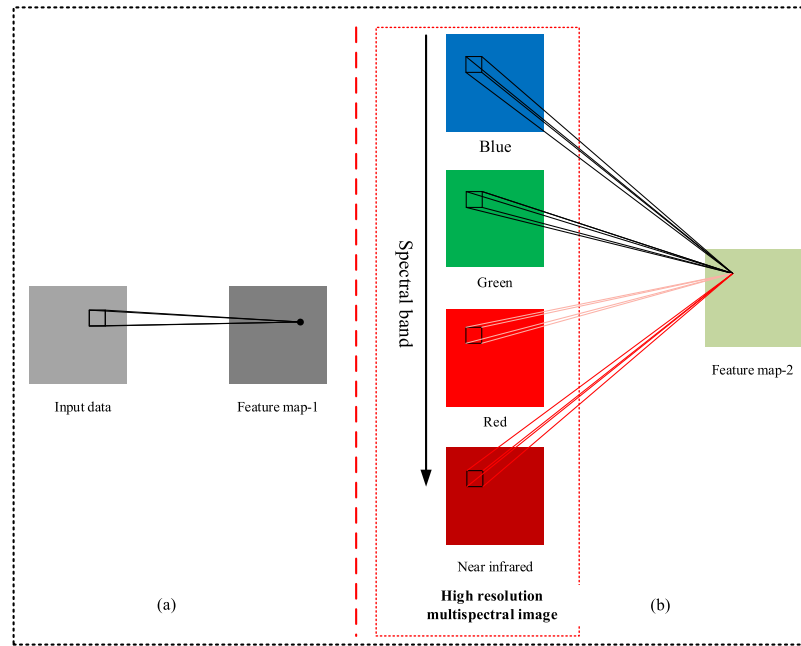 Input data
Feature map-1
(a)
Spectral band
Blue
Green
Red
Near infrared
High resolution
multispectral image
Feature map-2
(b)